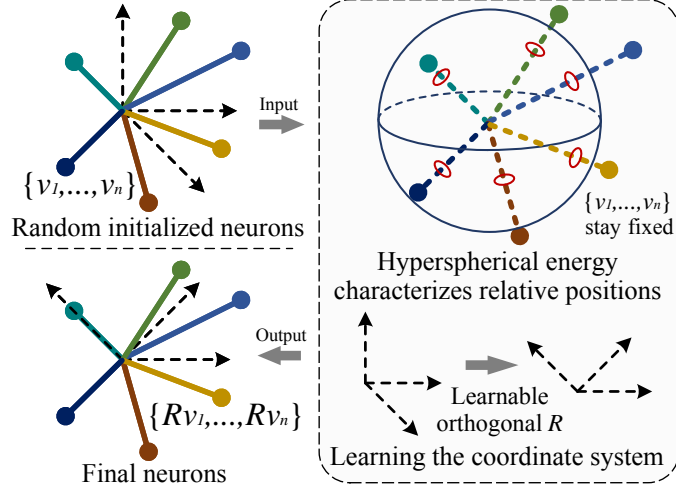 {v1,...,vn}
Random initialized neurons
Input
{v1,...,vn}
stay fixed
Hyperspherical energy
characterizes relative positions
Learnable
orthogonal R
Learning the coordinate system
Output
{Rv1,...,Rvn}
Final neurons